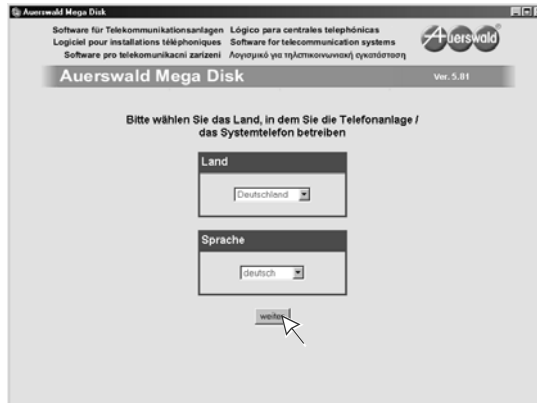 Auerswald Mega Disk
Software für Telekommunikationsanlagen Lógico para centrales telephónicas
Logiciel pour installations téléphoniques Software for telecommunication systems
Software pro telekomunikacní zarízení Λογισμικό για τηλεπικοινωνιακή εγκατάσταση
Auerswald
Auerswald Mega Disk Ver. 5.81
Bitte wählen Sie das Land, in dem Sie die Telefonanlage /
das Systemtelefon betreiben
Land
Deutschland
Sprache
deutsch
weiter